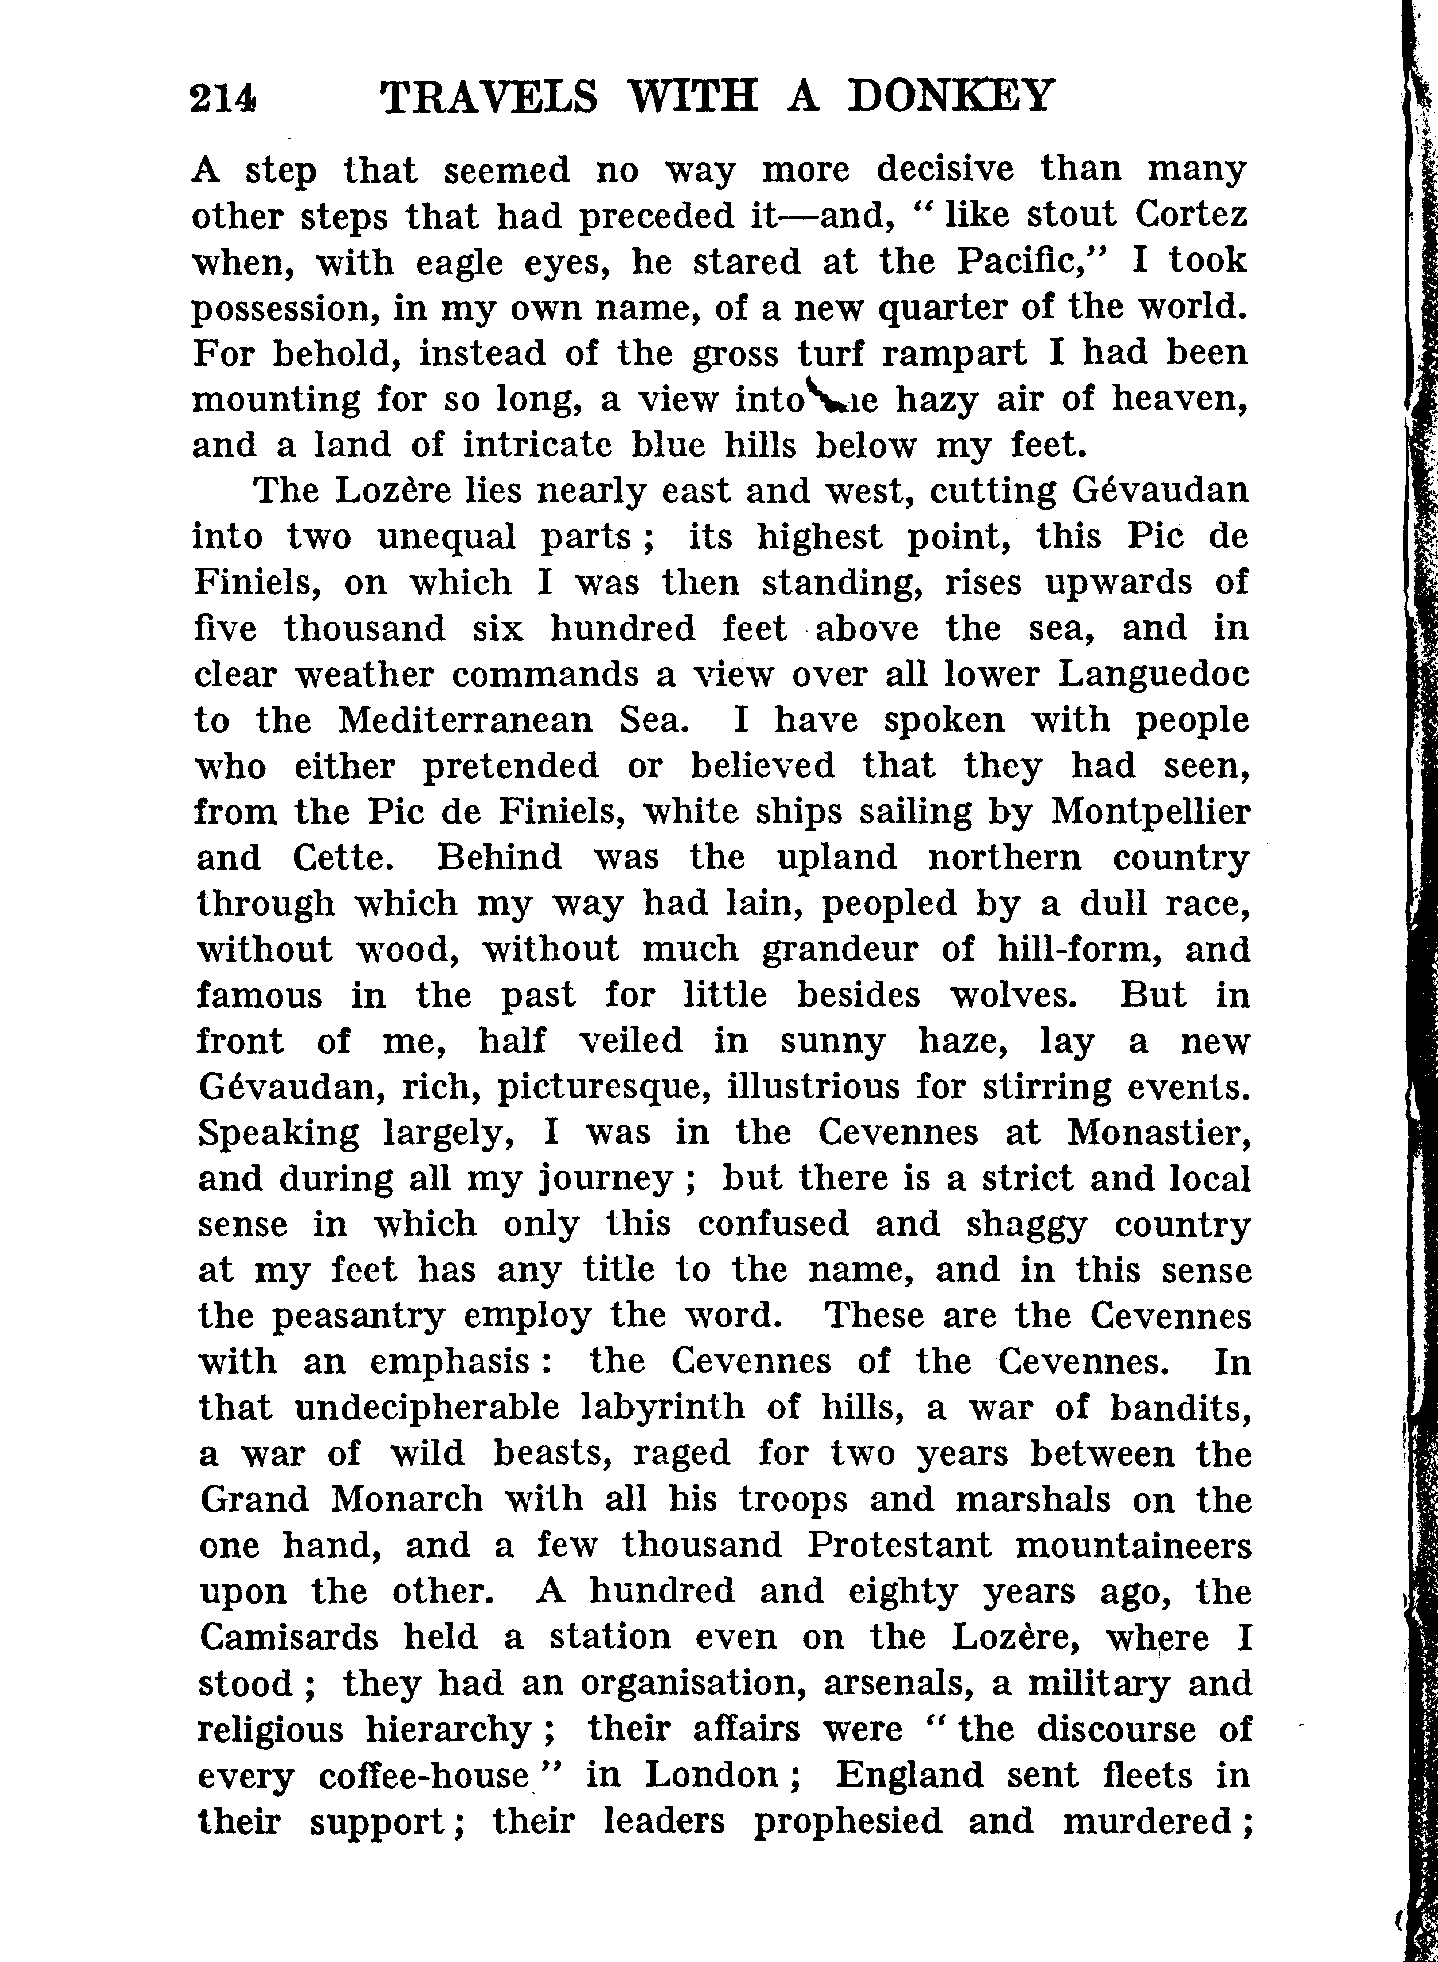 214 TRAVELS WITH A DONKEY
A step that seemed no way more decisive than many
other steps that had preceded it—and, “ like stout Cortez
when, with eagle eyes, he stared at the Pacific,” I took
possession, in my own name, of a new quarter of the world.
For behold, instead of the gross turf rampart I had been
mounting for so long, a view into hazy air of heaven,
and a land of intricate blue hills below my feet.
The Lozère lies nearly east and west, cutting Gévaudan
into two unequal parts ; its highest point, this Pic de
Finiels, on which I was then standing, rises upwards of
five thousand six hundred feet above the sea, and in
clear weather commands a view over all lower Languedoc
to the Mediterranean Sea. I have spoken with people
who either pretended or believed that they had seen,
from the Pic de Finiels, white ships sailing by Montpellier
and Cette. Behind was the upland northern country
through which my way had lain, peopled by a dull race,
without wood, without much grandeur of hill-form, and
famous in the past for little besides wolves. But in
front of me, half veiled in sunny haze, lay a new
Gévaudan, rich, picturesque, illustrious for stirring events.
Speaking largely, I was in the Cevennes at Monastier,
and during all my journey ; but there is a strict and local
sense in which only this confused and shaggy country
at my feet has any title to the name, and in this sense
the peasantry employ the word. These are the Cevennes
with an emphasis : the Cevennes of the Cevennes. In
that undecipherable labyrinth of hills, a war of bandits,
a war of wild beasts, raged for two years between the
Grand Monarch with all his troops and marshals on the
one hand, and a few thousand Protestant mountaineers
upon the other. A hundred and eighty years ago, the
Camisards held a station even on the Lozère, where I
stood ; they had an organisation, arsenals, a military and
religious hierarchy ; their affairs were “ the discourse of
every coffee-house ” in London ; England sent fleets in
their support ; their leaders prophesied and murdered ;